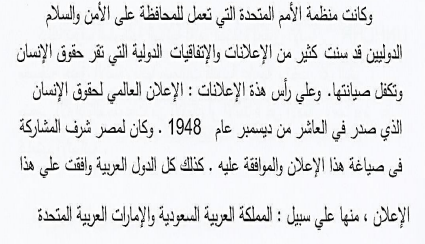 وكانت منظمة الأمم المتحدة التي تعمل للمحافظة على الأمن والسلام
الدوليين قد سنت كثير من الإعلانات والإتفاقيات الدولية التي تقر حقوق الإنسان
وتكفل صيانتها. وعلي رأس هذة الإعلانات : الإعلان العالمي لحقوق الإنسان
الذي صدر في العاشر من ديسمبر عام 1948 . وكان لمصر شرف المشاركة
فى صياغة هذا الإعلان والموافقة عليه . كذلك كل الدول العربية وافقت علي هذا
الإعلان ، منها علي سبيل : المملكة العربية السعودية والإمارات العربية المتحدة